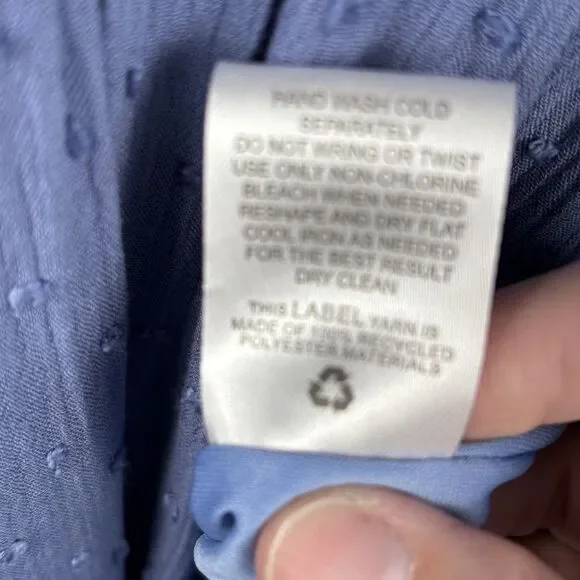 HAND WASH COLD
SEPARATELY
DO NOT WRING OR TWIST
USE ONLY NON-CHLORINE
BLEACH WHEN NEEDED
RESHAPE AND DRY FLAT
COOL IRON AS NEEDED
FOR THE BEST RESULT
DRY CLEAN
THIS LABEL YARN IS
MADE OF 100% RECYCLED
POLYESTER MATERIALS